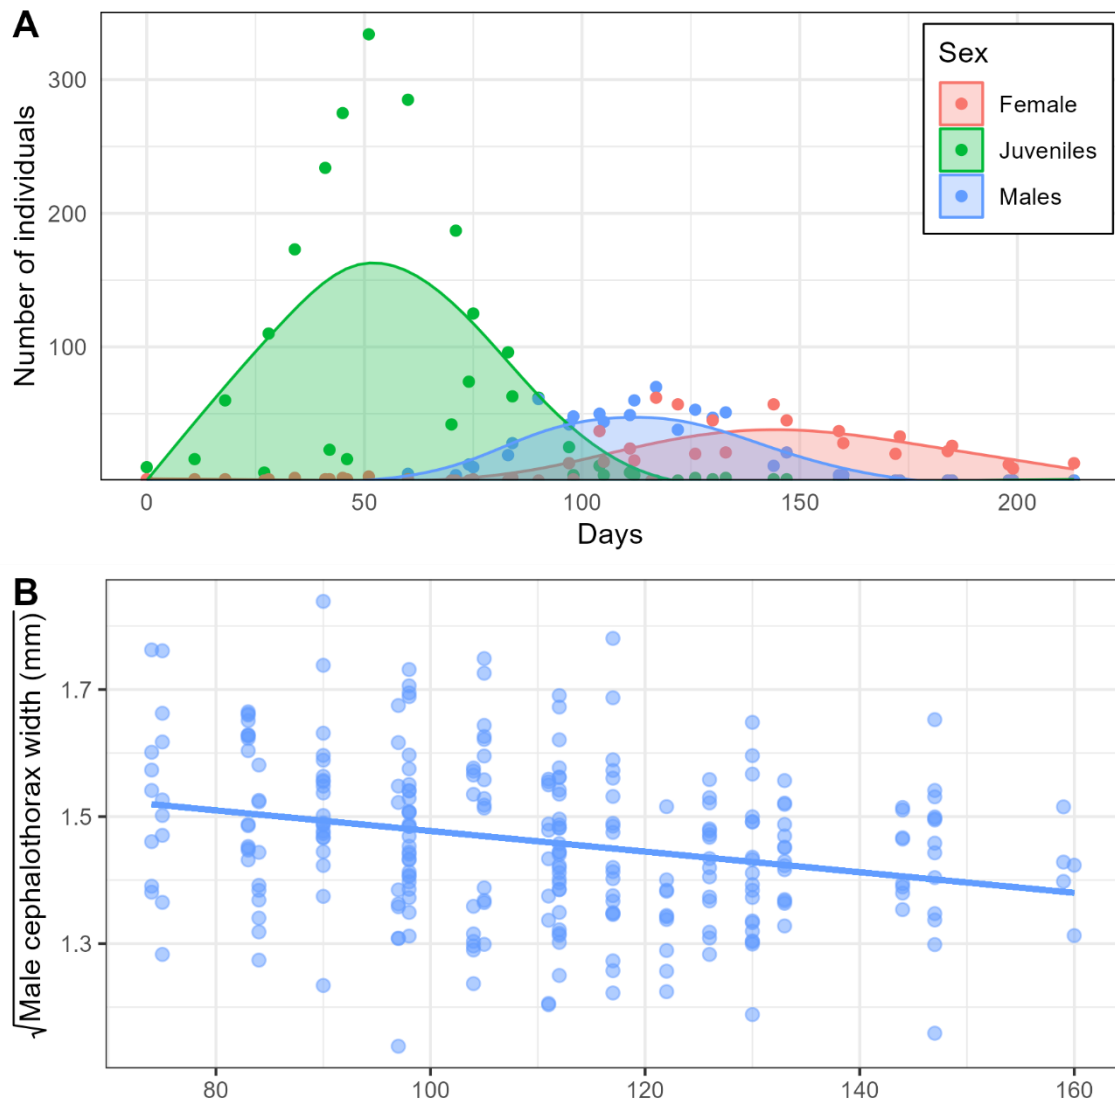 A
Number of individuals
300
200
100
0
50
100
150
200
Days
Sex
Female
Juveniles
Males
B
√Male cephalothorax width (mm)
1.7
1.5
1.3
80
100
120
140
160